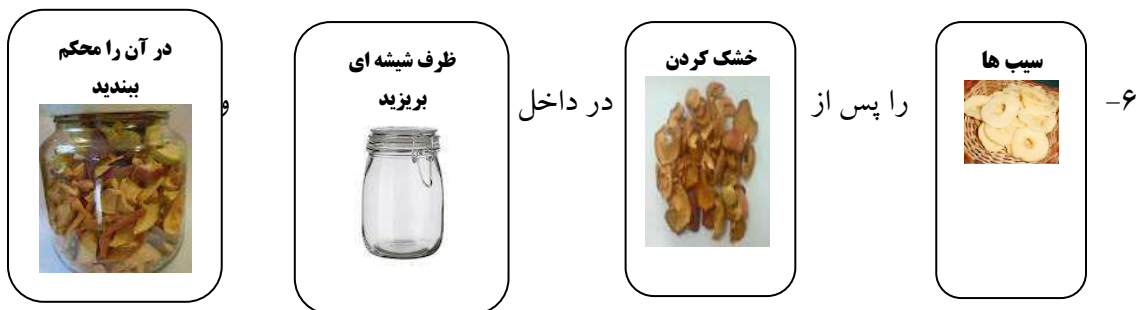 ۶-
سیب ها
را پس از
خشک کردن
در داخل
ظرف شیشه ای
بریزید
و
در آن را محکم
ببندید